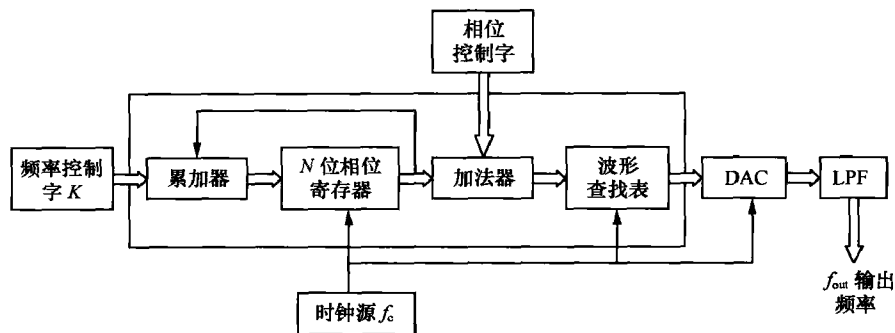 相位
控制字
频率控制
字 K
累加器
N 位相位
寄存器
加法器
波形
查找表
DAC
LPF
时钟源 fc
fout 输出
频率